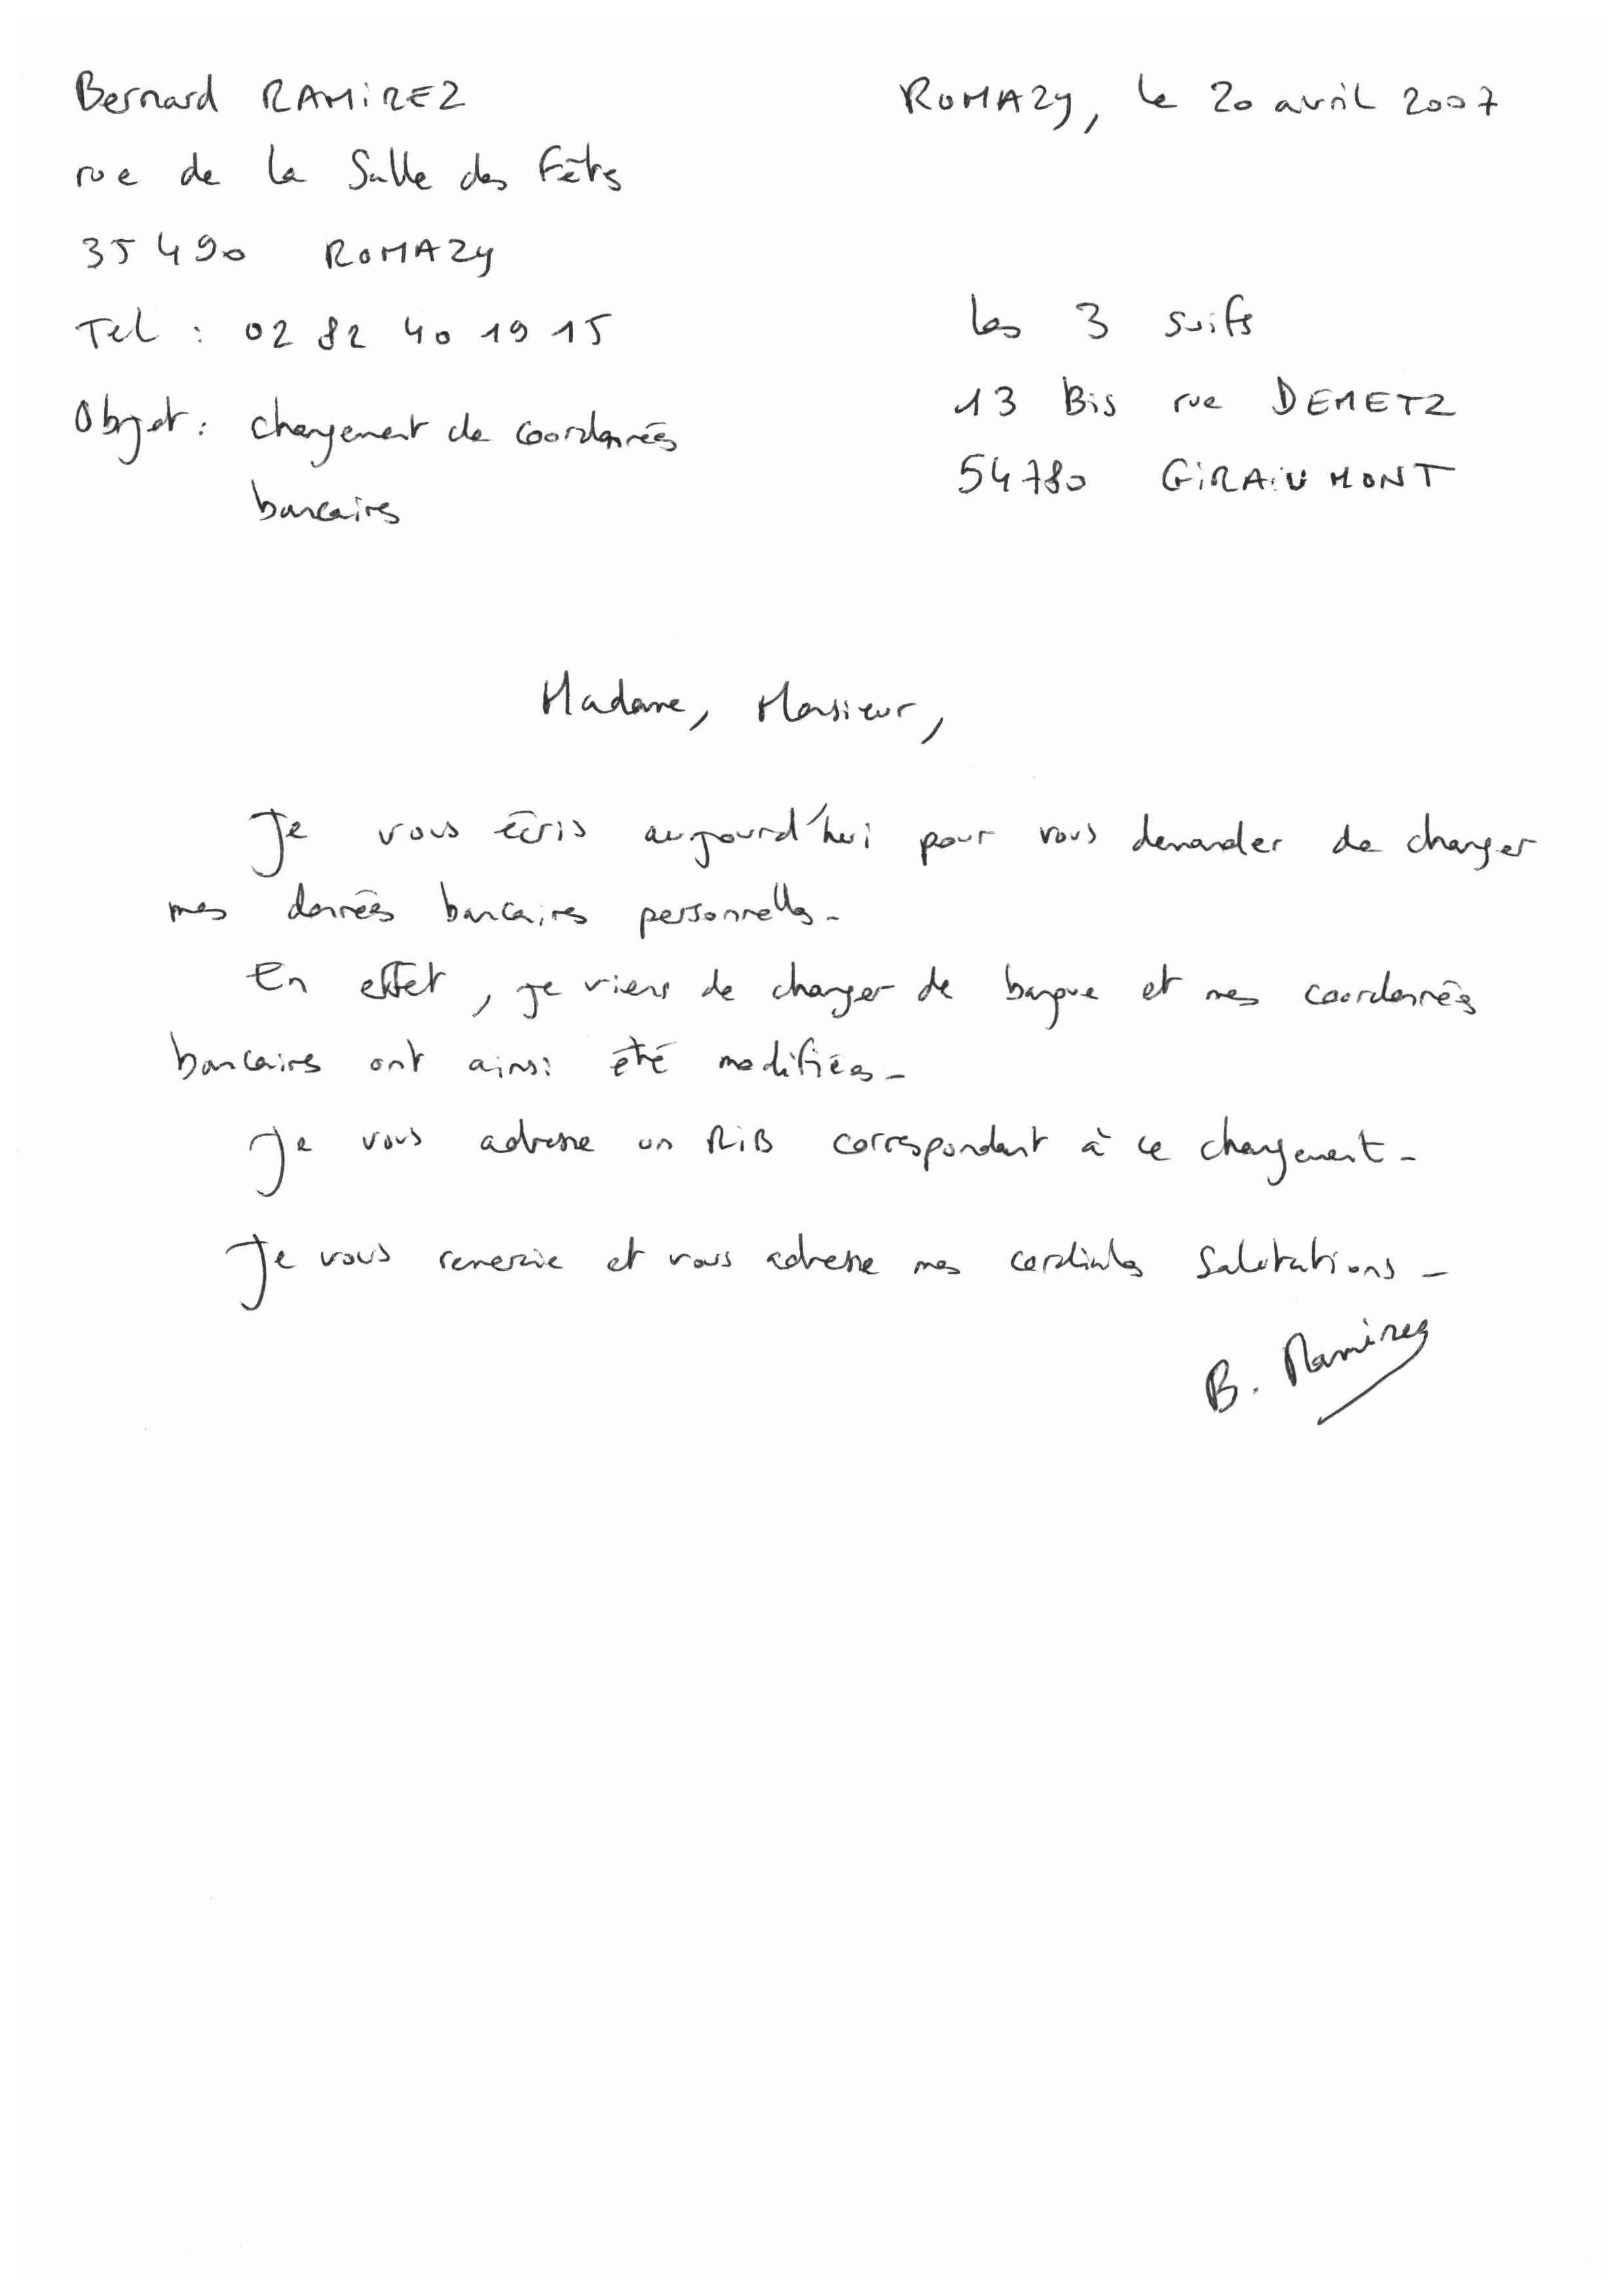 Bernard RAMIREZ
rue de la Salle des Fêtes
35490 ROMAZY
Tel : 02 82 40 19 15
Objet : changement de coordonnées
bancaires
ROMAZY, le 20 avril 2007
les 3 suifs
13 Bis rue DEMETZ
54780 GIRAUMONT
Madame, Monsieur,
Je vous écris aujourd'hui pour vous demander de changer
mes données bancaires personnelles -
En effet, je viens de changer de banque et mes coordonnées
bancaires ont ainsi été modifiées -
Je vous adresse un RIB correspondant à ce changement -
Je vous remercie et vous adresse mes cordiales salutations -
B. Ramirez